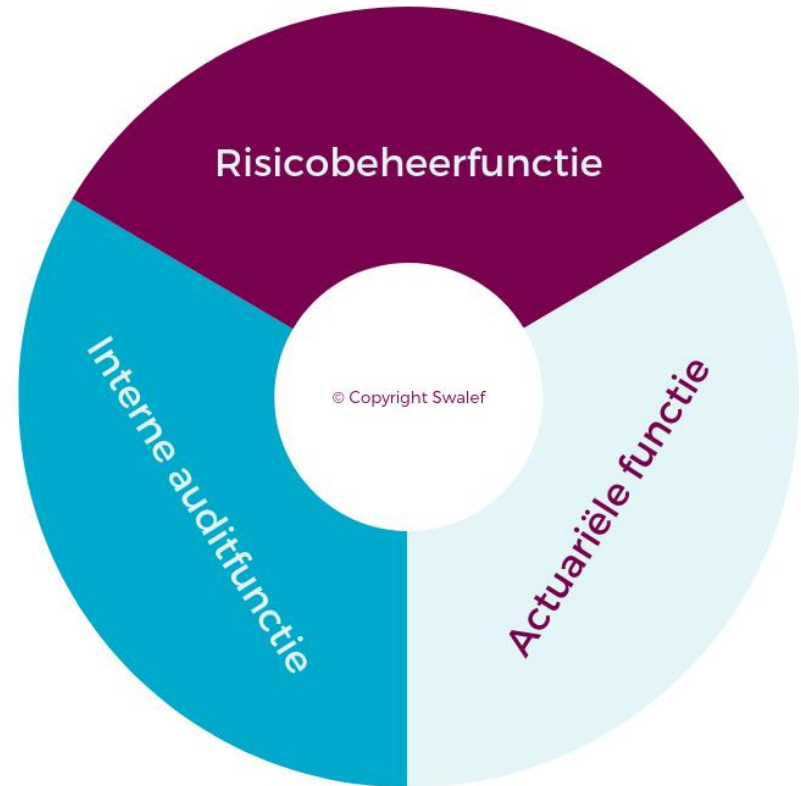 Risicobeheerfunctie
Interne auditfunctie
Actuariële functie
© Copyright Swalef